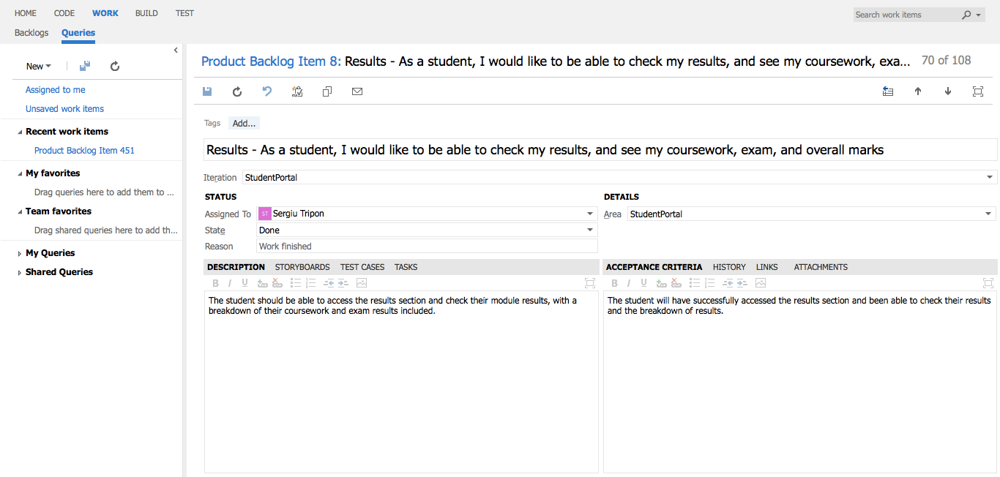 HOME CODE WORK BUILD TEST
Search work items
Backlogs Queries
New
Assigned to me
Unsaved work items
Recent work items
Product Backlog Item 451
My favorites
Drag queries here to add them to ...
Team favorites
Drag shared queries here to add th...
My Queries
Shared Queries
Product Backlog Item 8: Results - As a student, I would like to be able to check my results, and see my coursework, exa... 70 of 108
Tags Add...
Results - As a student, I would like to be able to check my results, and see my coursework, exam, and overall marks
Iteration StudentPortal
STATUS
Assigned To ST Sergiu Tripon
State Done
Reason Work finished
DETAILS
Area StudentPortal
DESCRIPTION STORYBOARDS TEST CASES TASKS
B I U
The student should be able to access the results section and check their module results, with a
breakdown of their coursework and exam results included.
ACCEPTANCE CRITERIA HISTORY LINKS ATTACHMENTS
B I U
The student will have successfully accessed the results section and been able to check their results
and the breakdown of results.